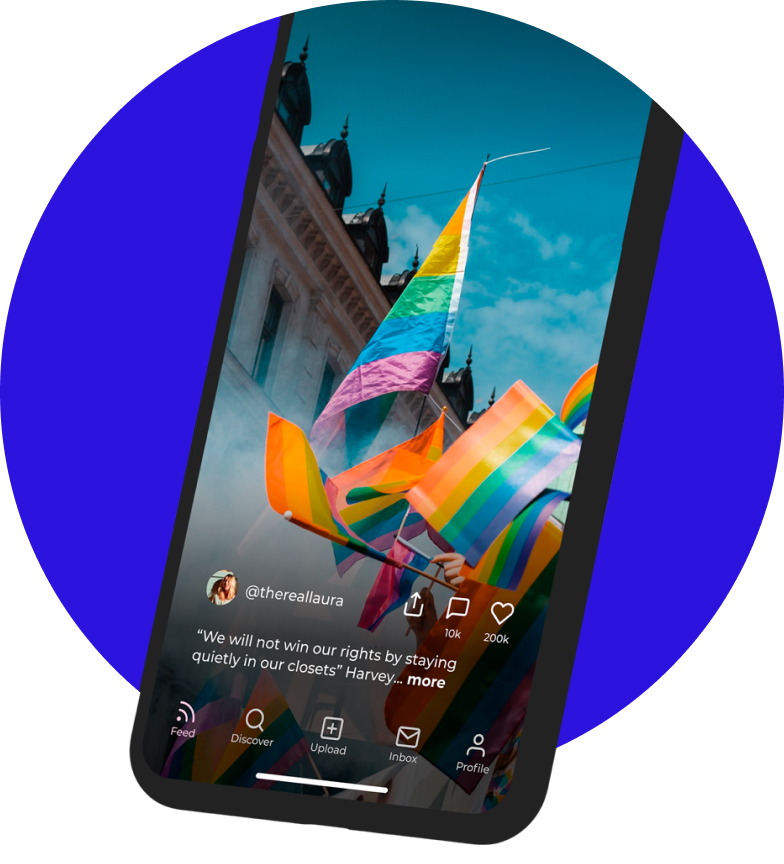 @thereallaura
10k
200k
“We will not win our rights by staying
quietly in our closets” Harvey... more
Feed
Discover
Upload
Inbox
Profile